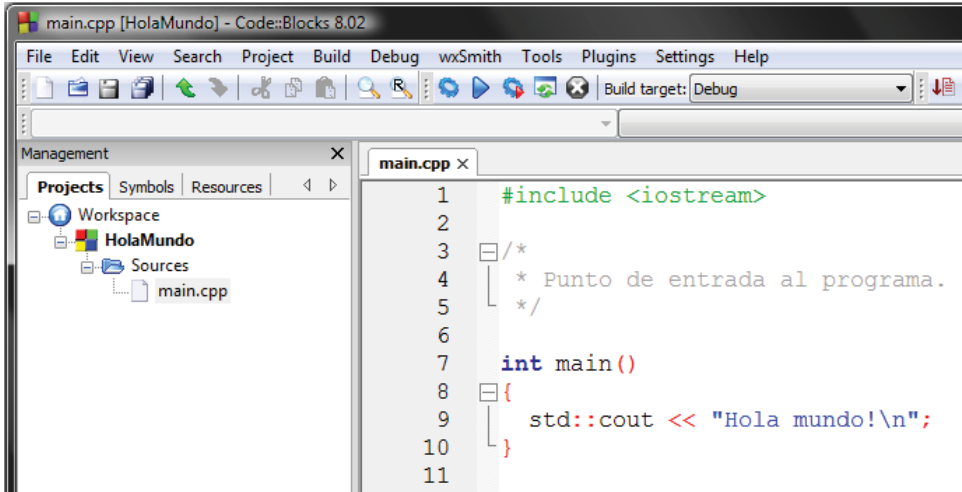 main.cpp [HolaMundo] - Code::Blocks 8.02
File Edit View Search Project Build Debug wxSmith Tools Plugins Settings Help
Build target: Debug
Management
main.cpp
Projects Symbols Resources
Workspace
HolaMundo
Sources
main.cpp
1 #include <iostream>
2
3 /*
4  * Punto de entrada al programa.
5  */
6
7 int main()
8 {
9   std::cout << "Hola mundo!\n";
10 }
11